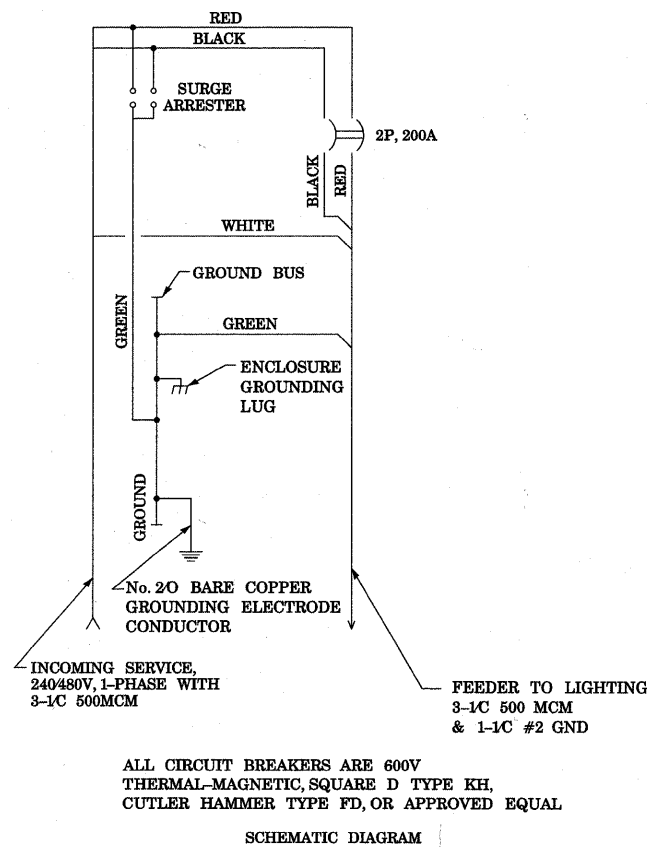 RED
BLACK
SURGE
ARRESTER
2P, 200A
BLACK
RED
WHITE
GROUND BUS
GREEN
GREEN
ENCLOSURE
GROUNDING
LUG
GROUND
No. 2/O BARE COPPER
GROUNDING ELECTRODE
CONDUCTOR
INCOMING SERVICE,
240/480V, 1-PHASE WITH
3-1/C 500MCM
FEEDER TO LIGHTING
3-1/C 500 MCM
& 1-1/C #2 GND
ALL CIRCUIT BREAKERS ARE 600V
THERMAL-MAGNETIC, SQUARE D TYPE KH,
CUTLER HAMMER TYPE FD, OR APPROVED EQUAL
SCHEMATIC DIAGRAM